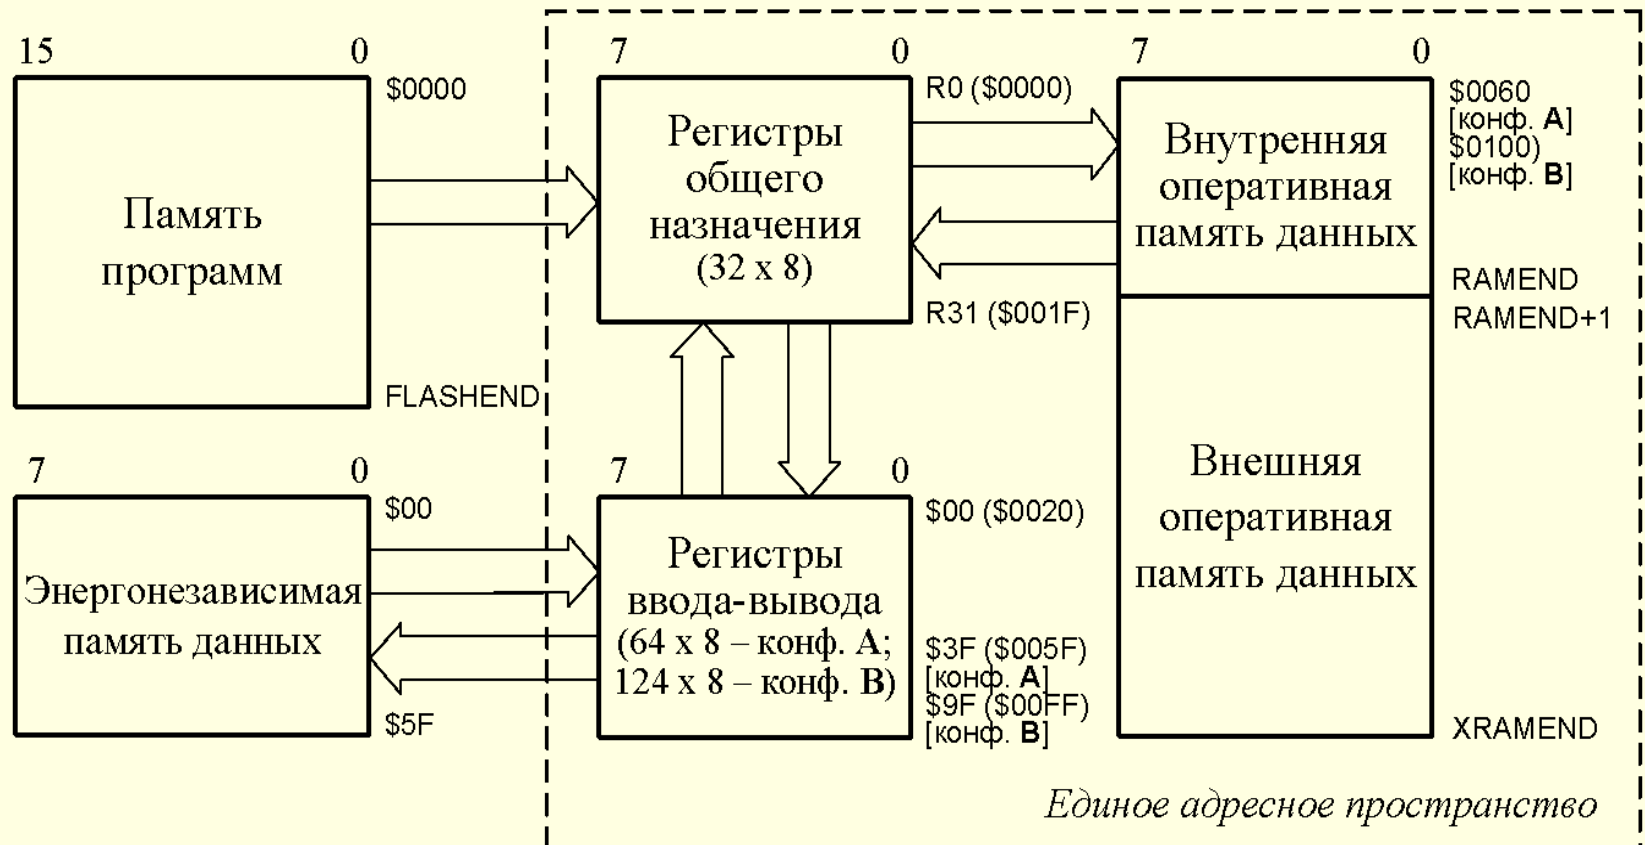 15 0
$0000
Память
программ
FLASHEND
7 0
R0 ($0000)
Регистры
общего
назначения
(32 x 8)
R31 ($001F)
7 0
$0060
[конф. A]
$0100)
[конф. B]
Внутренняя
оперативная
память данных
RAMEND
RAMEND+1
Внешняя
оперативная
память данных
XRAMEND
7 0
$00
Энергонезависимая
память данных
$5F
7 0
$00 ($0020)
Регистры
ввода-вывода
(64 x 8 – конф. A;
124 x 8 – конф. B)
$3F ($005F)
[конф. A]
$9F ($00FF)
[конф. B]
Единое адресное пространство